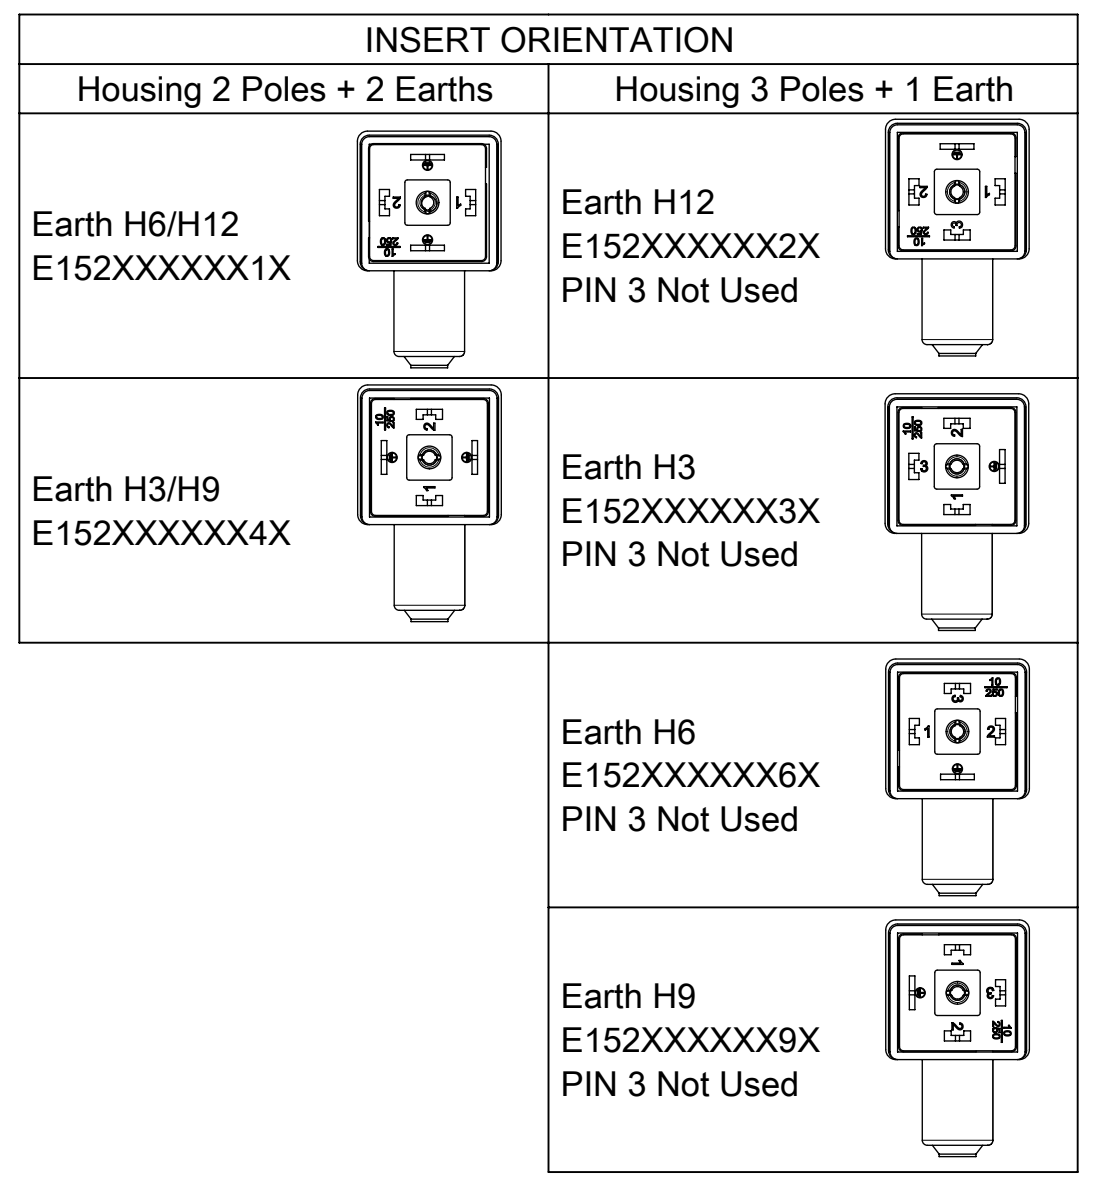 INSERT ORIENTATION
Housing 2 Poles + 2 Earths
Housing 3 Poles + 1 Earth
Earth H6/H12
E152XXXXXX1X
2
1
10
250
Earth H12
E152XXXXXX2X
PIN 3 Not Used
2
1
3
10
250
Earth H3/H9
E152XXXXXX4X
10
250
2
1
Earth H3
E152XXXXXX3X
PIN 3 Not Used
10
250
2
3
1
Earth H6
E152XXXXXX6X
PIN 3 Not Used
3
10
250
1
2
Earth H9
E152XXXXXX9X
PIN 3 Not Used
1
3
2
10
250